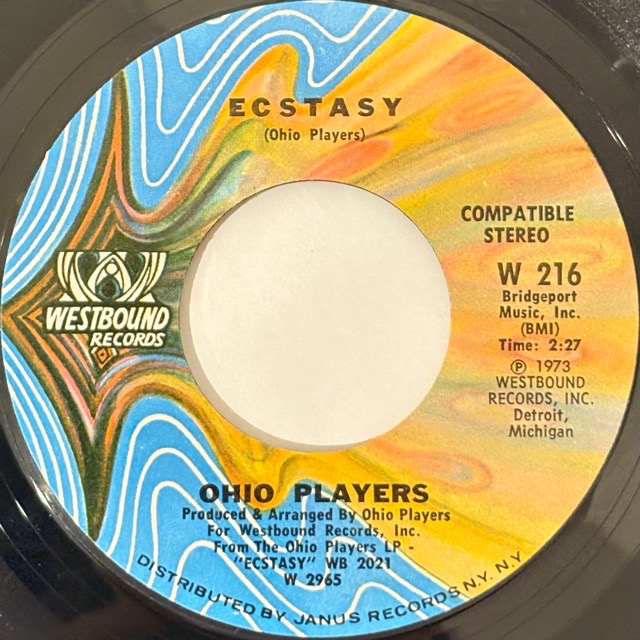 ECSTASY
(Ohio Players)
COMPATIBLE
STEREO
W 216
Bridgeport
Music, Inc.
(BMI)
Time: 2:27
Ⓟ 1973
WESTBOUND
RECORDS, INC.
Detroit,
Michigan
WESTBOUND
RECORDS
OHIO PLAYERS
Produced & Arranged By Ohio Players
For Westbound Records, Inc.
From The Ohio Players LP -
"ECSTASY" WB 2021
W 2965
DISTRIBUTED BY JANUS RECORDS N.Y. N.Y